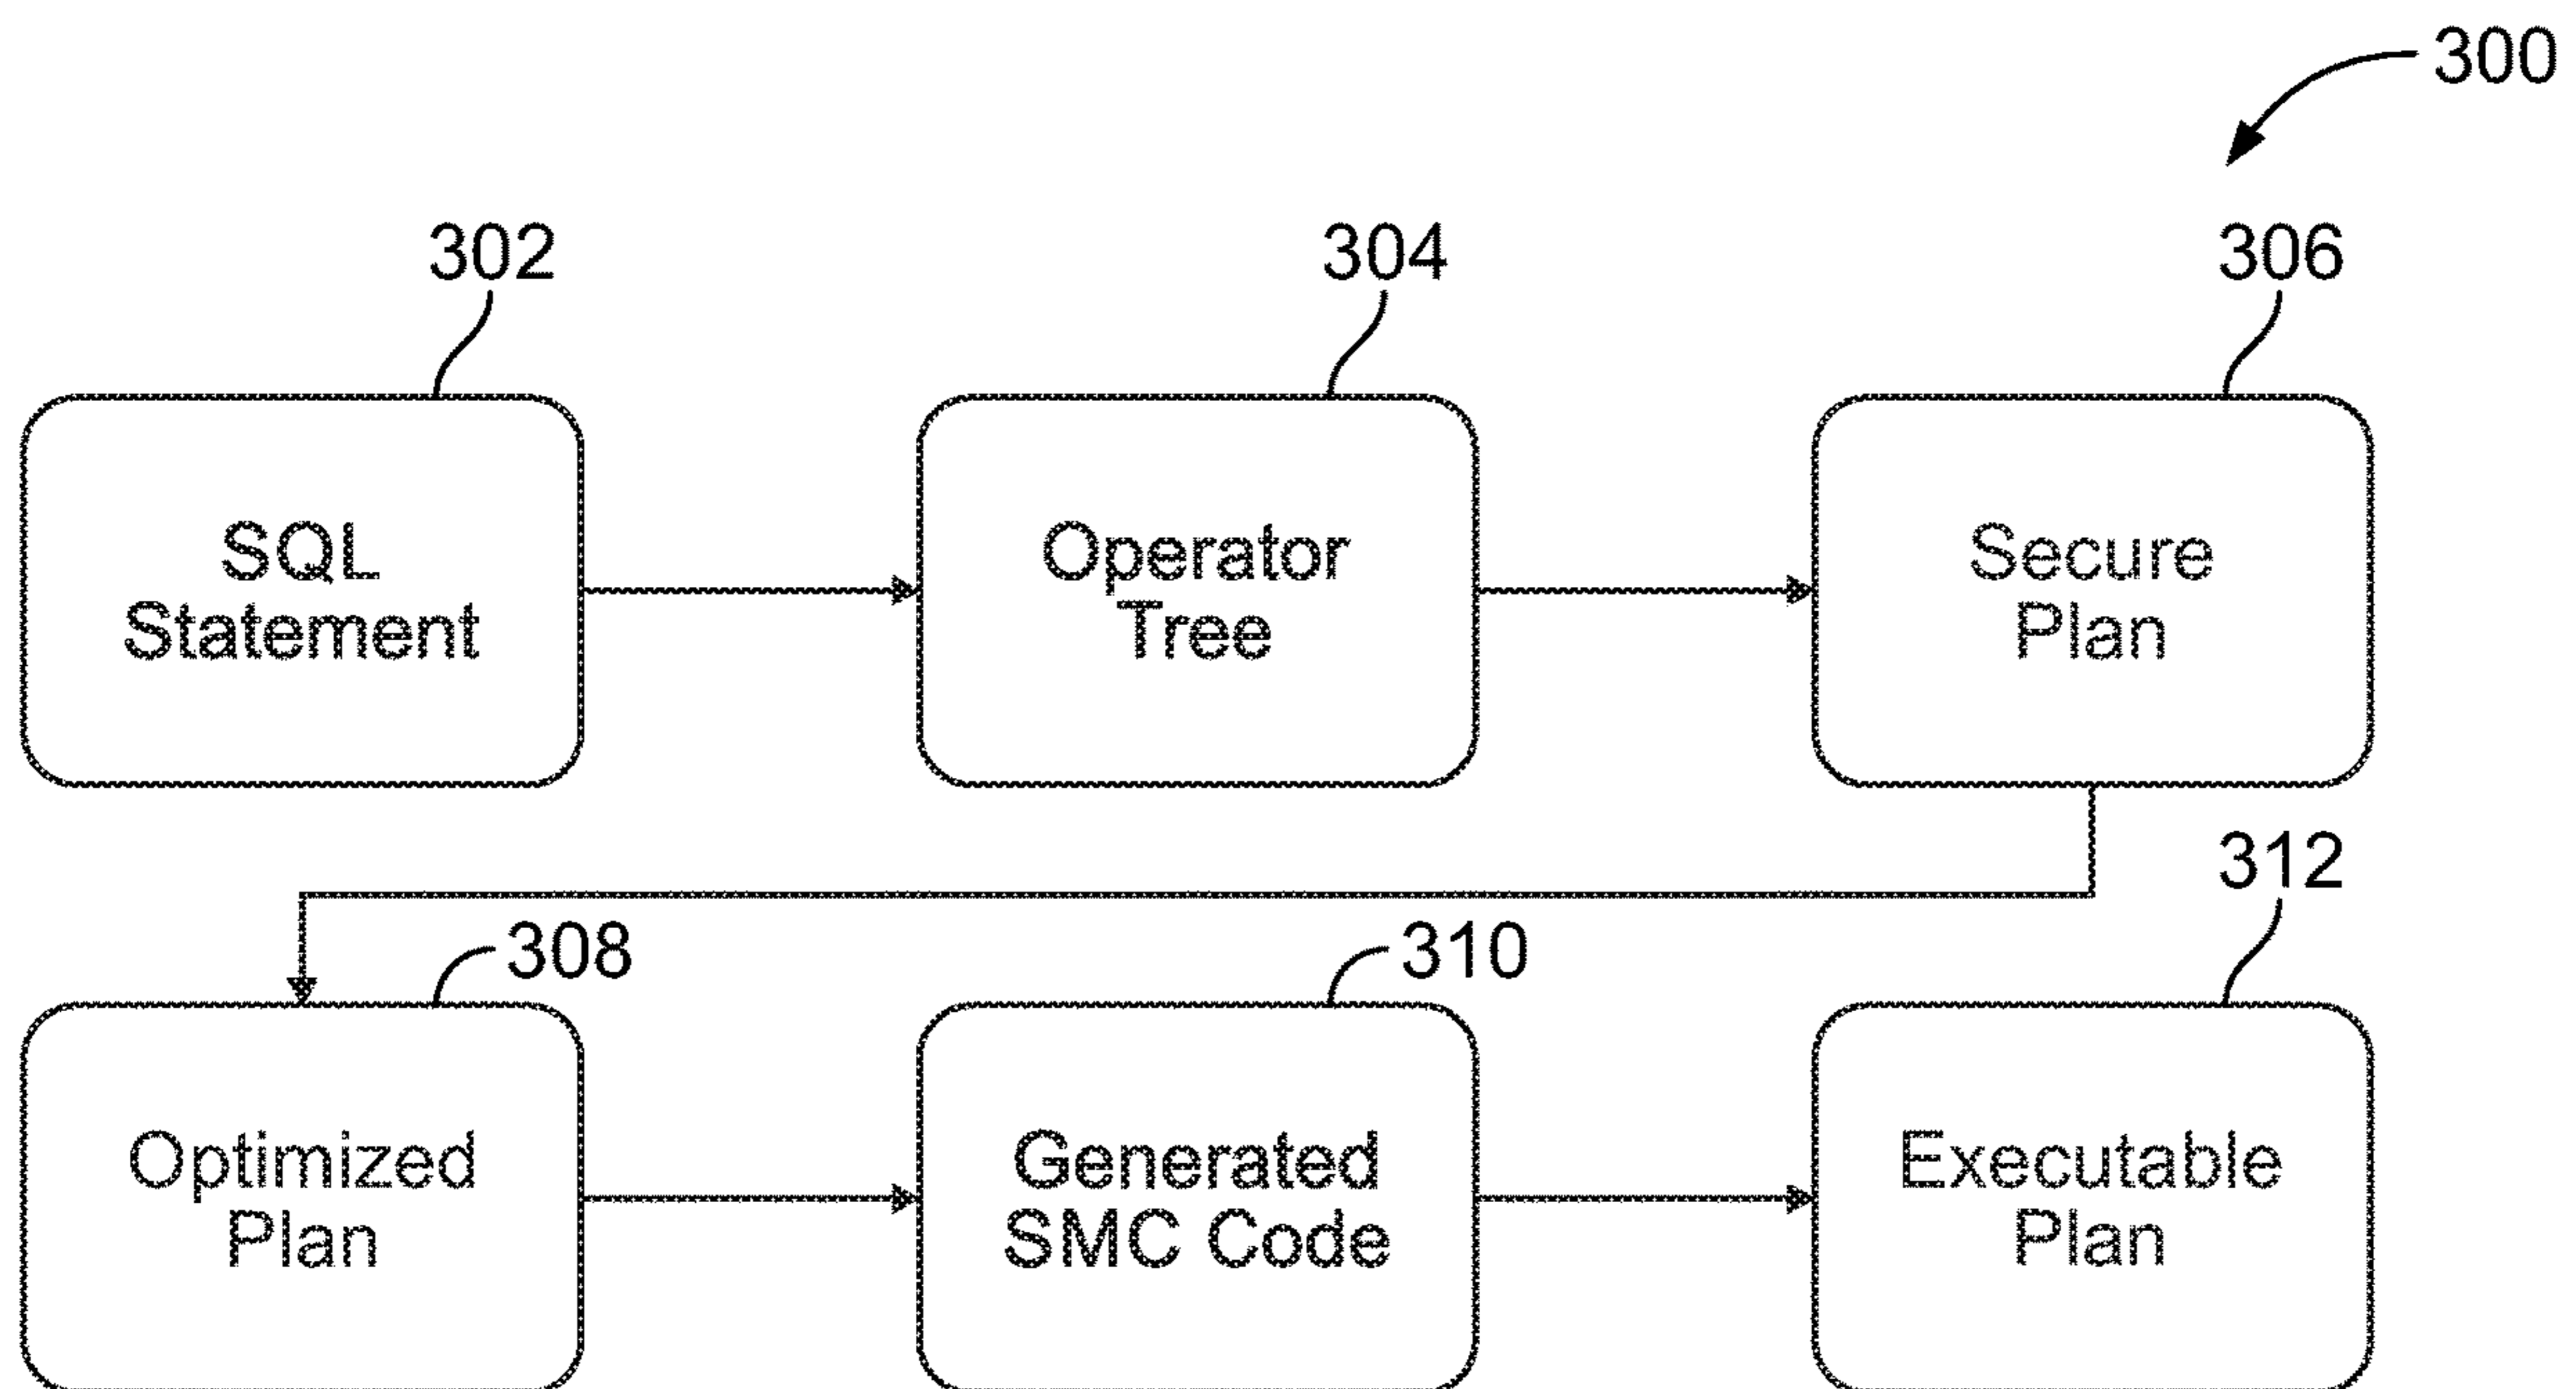 300
302
304
306
SQL
Statement
Operator
Tree
Secure
Plan
312
308
310
Optimized
Plan
Generated
SMC Code
Executable
Plan